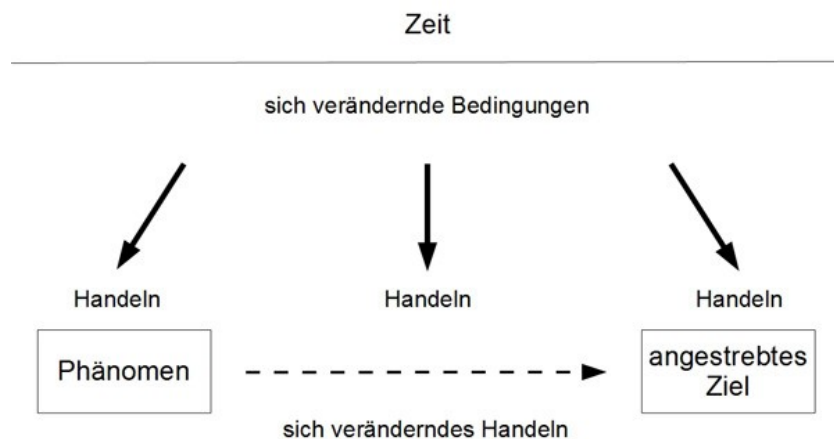 Zeit
sich verändernde Bedingungen
Handeln
Handeln
Handeln
Phänomen
angestrebtes
Ziel
sich veränderndes Handeln